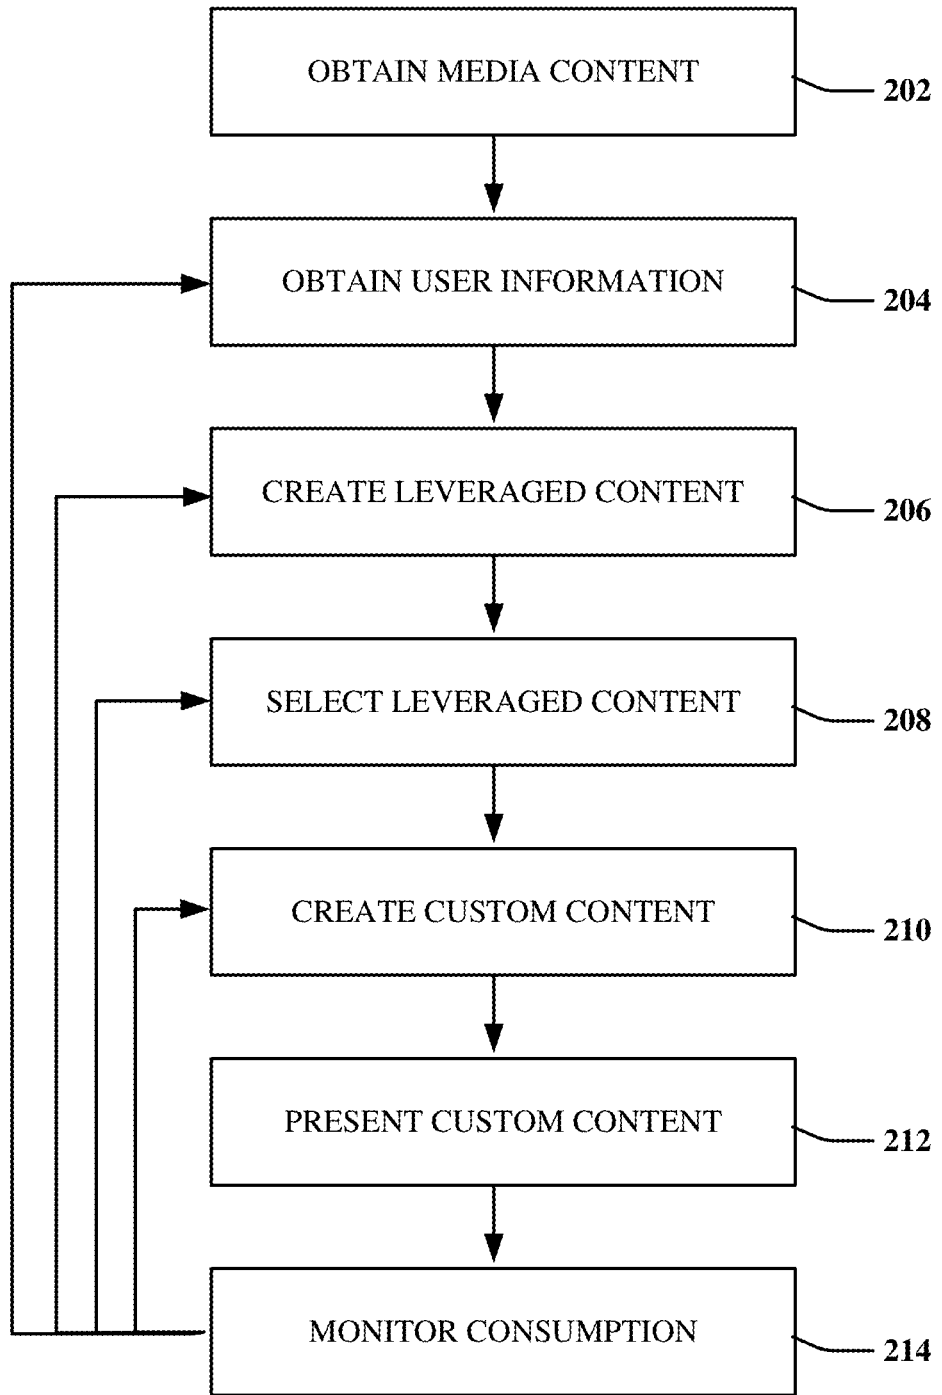 OBTAIN MEDIA CONTENT
202
OBTAIN USER INFORMATION
204
CREATE LEVERAGED CONTENT
206
SELECT LEVERAGED CONTENT
208
CREATE CUSTOM CONTENT
210
PRESENT CUSTOM CONTENT
212
MONITOR CONSUMPTION
214